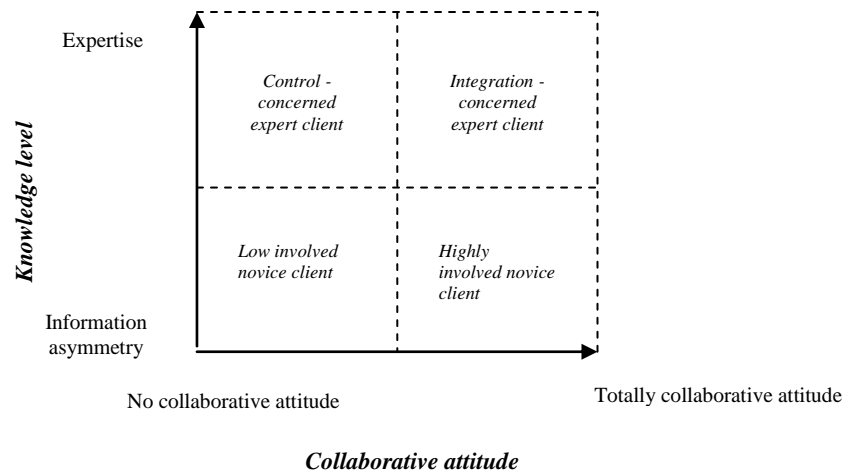 Expertise
Control -
concerned
expert client
Integration -
concerned
expert client
Knowledge level
Low involved
novice client
Highly
involved novice
client
Information
asymmetry
No collaborative attitude
Totally collaborative attitude
Collaborative attitude